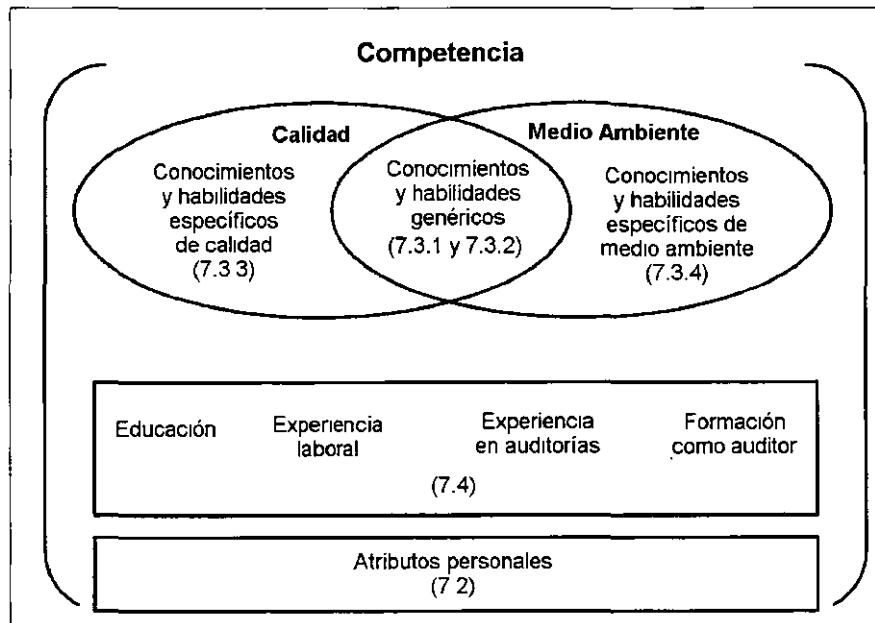 Competencia
Calidad
Conocimientos
y habilidades
específicos
de calidad
(7.3 3)
Conocimientos
y habilidades
genéricos
(7.3.1 y 7.3.2)
Medio Ambiente
Conocimientos
y habilidades
específicos de
medio ambiente
(7.3.4)
Educación
Experiencia
laboral
Experiencia
en auditorías
Formación
como auditor
(7.4)
Atributos personales
(7 2)